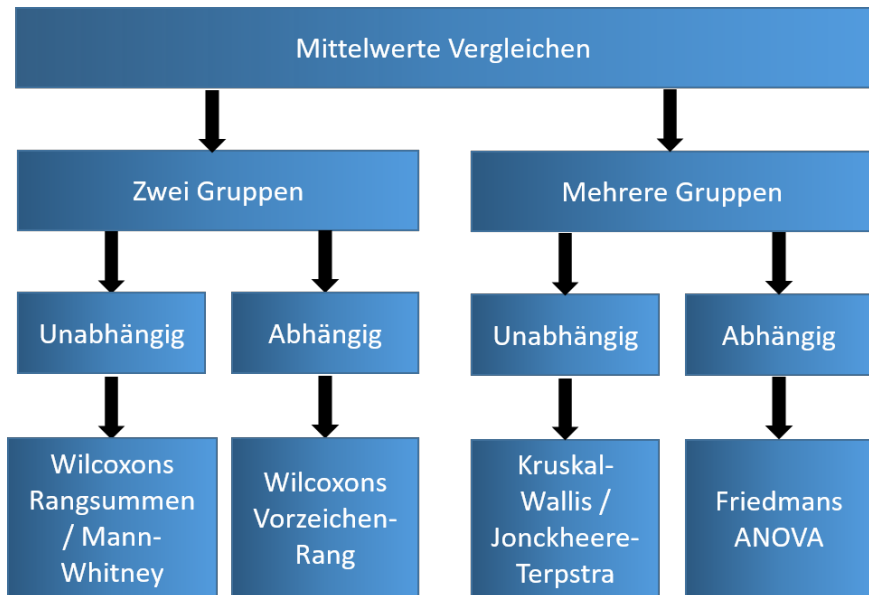 Mittelwerte Vergleichen
Zwei Gruppen
Mehrere Gruppen
Unabhängig
Abhängig
Unabhängig
Abhängig
Wilcoxons
Rangsummen
/ Mann-
Whitney
Wilcoxons
Vorzeichen-
Rang
Kruskal-
Wallis /
Jonckheere-
Terpstra
Friedmans
ANOVA